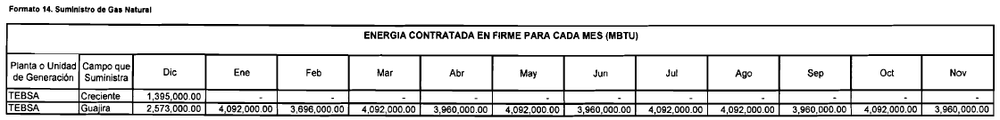 Formato 14. Suministro de Gas Natural
ENERGIA CONTRATADA EN FIRME PARA CADA MES (MBTU)
Planta o Unidad de Generación Campo que Suministra Dic Ene Feb Mar Abr May Jun Jul Ago Sep Oct Nov
TEBSA Creciente 1,395,000.00 - - - - - - - - - - -
TEBSA Guajira 2,573,000.00 4,092,000.00 3,696,000.00 4,092,000.00 3,960,000.00 4,092,000.00 3,960,000.00 4,092,000.00 4,092,000.00 3,960,000.00 4,092,000.00 3,960,000.00